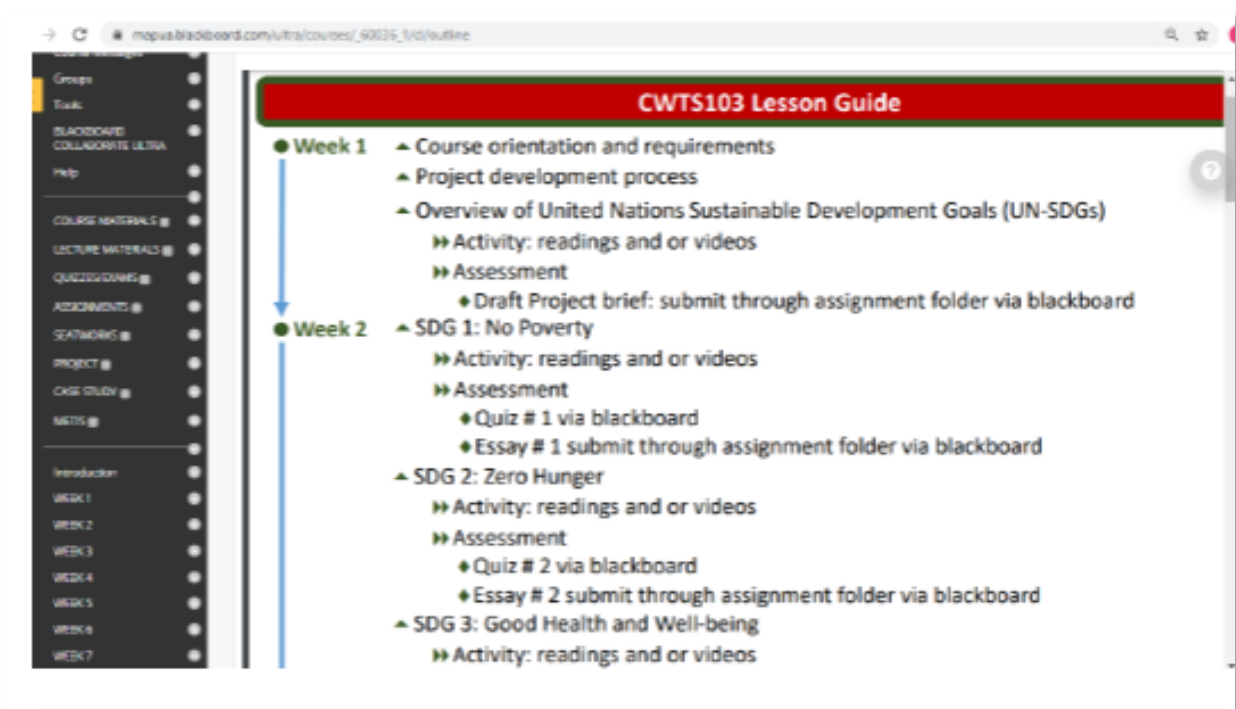 mapua.blackboard.com/ultra/courses/_60036_1/cl/outline
Groups
Tools
BLACKBOARD
COLLABORATE ULTRA
Help
COURSE MATERIALS
LECTURE MATERIALS
QUIZZES/EXAMS
ASSIGNMENTS
SEATWORKS
PROJECT
CASE STUDY
METIS
Introduction
WEEK 1
WEEK 2
WEEK 3
WEEK 4
WEEK 5
WEEK 6
WEEK 7
CWTS103 Lesson Guide
Week 1 Course orientation and requirements
Project development process
Overview of United Nations Sustainable Development Goals (UN-SDGs)
Activity: readings and or videos
Assessment
Draft Project brief: submit through assignment folder via blackboard
Week 2 SDG 1: No Poverty
Activity: readings and or videos
Assessment
Quiz # 1 via blackboard
Essay # 1 submit through assignment folder via blackboard
SDG 2: Zero Hunger
Activity: readings and or videos
Assessment
Quiz # 2 via blackboard
Essay # 2 submit through assignment folder via blackboard
SDG 3: Good Health and Well-being
Activity: readings and or videos